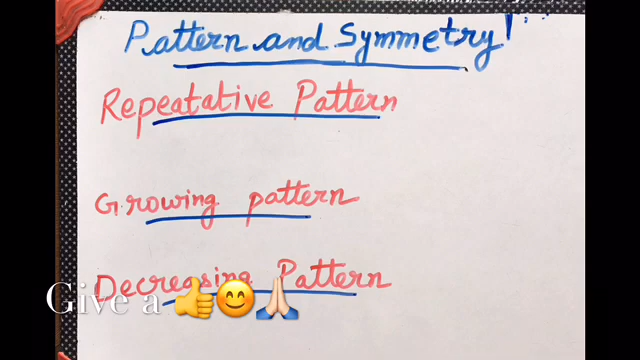 Pattern and Symmetry!
Repeatative Pattern
Growing pattern
Decreasing Pattern
Give a 👍😊🙏